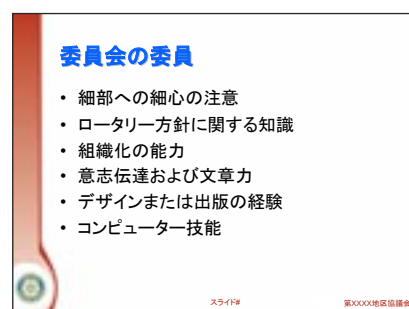 委員会の委員
• 細部への細心の注意
• ロータリー方針に関する知識
• 組織化の能力
• 意志伝達および文章力
• デザインまたは出版の経験
• コンピューター技能
スライド#
第XXXX地区協議会